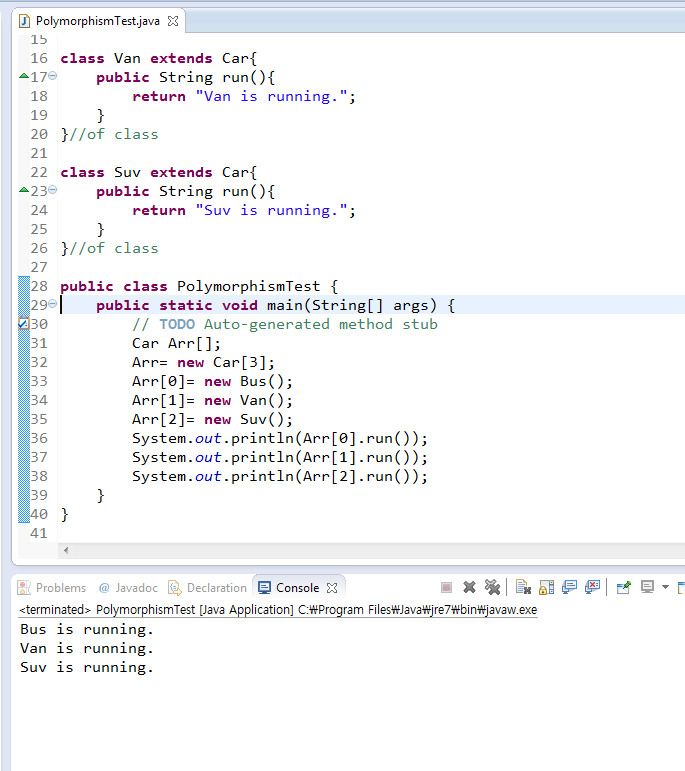 PolymorphismTest.java
15
16 class Van extends Car{
17 public String run(){
18 return "Van is running.";
19 }
20 }//of class
21
22 class Suv extends Car{
23 public String run(){
24 return "Suv is running.";
25 }
26 }//of class
27
28 public class PolymorphismTest {
29 public static void main(String[] args) {
30 // TODO Auto-generated method stub
31 Car Arr[];
32 Arr= new Car[3];
33 Arr[0]= new Bus();
34 Arr[1]= new Van();
35 Arr[2]= new Suv();
36 System.out.println(Arr[0].run());
37 System.out.println(Arr[1].run());
38 System.out.println(Arr[2].run());
39 }
40 }
41
Problems @ Javadoc Declaration Console
<terminated> PolymorphismTest [Java Application] C:₩Program Files₩Java₩jre7₩bin₩javaw.exe
Bus is running.
Van is running.
Suv is running.